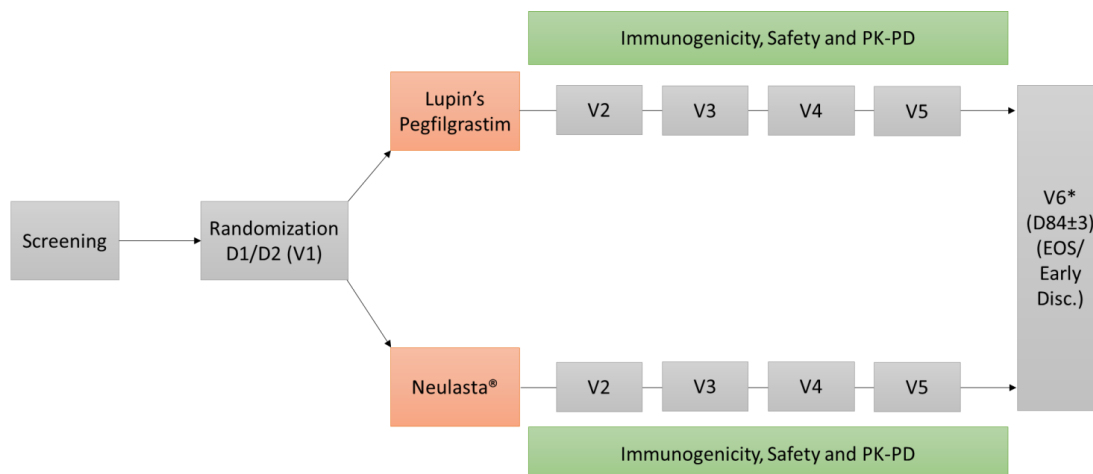 Immunogenicity, Safety and PK-PD
Lupin's
Pegfilgrastim
V2
V3
V4
V5
Screening
Randomization
D1/D2 (V1)
V6*
(D84±3)
(EOS/
Early
Disc.)
Neulasta®
V2
V3
V4
V5
Immunogenicity, Safety and PK-PD